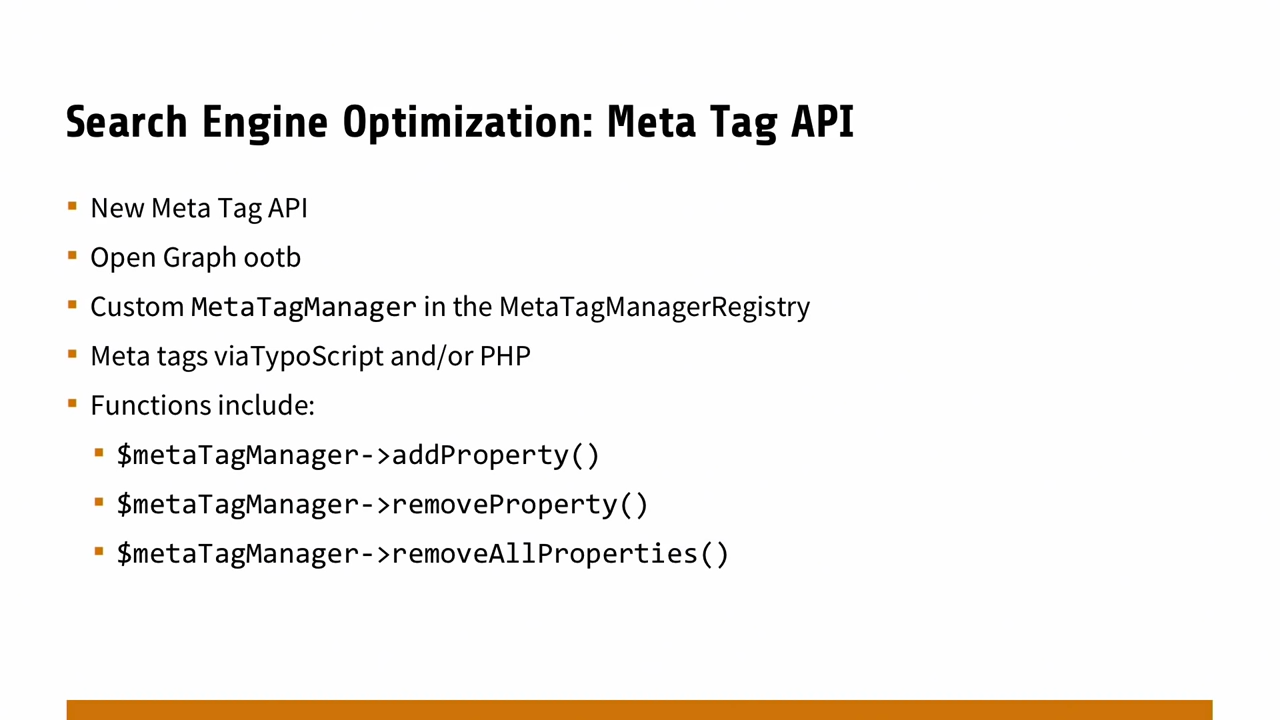 Search Engine Optimization: Meta Tag API
New Meta Tag API
Open Graph ootb
Custom MetaTagManager in the MetaTagManagerRegistry
Meta tags viaTypoScript and/or PHP
Functions include:
$metaTagManager->addProperty()
$metaTagManager->removeProperty()
$metaTagManager->removeAllProperties()